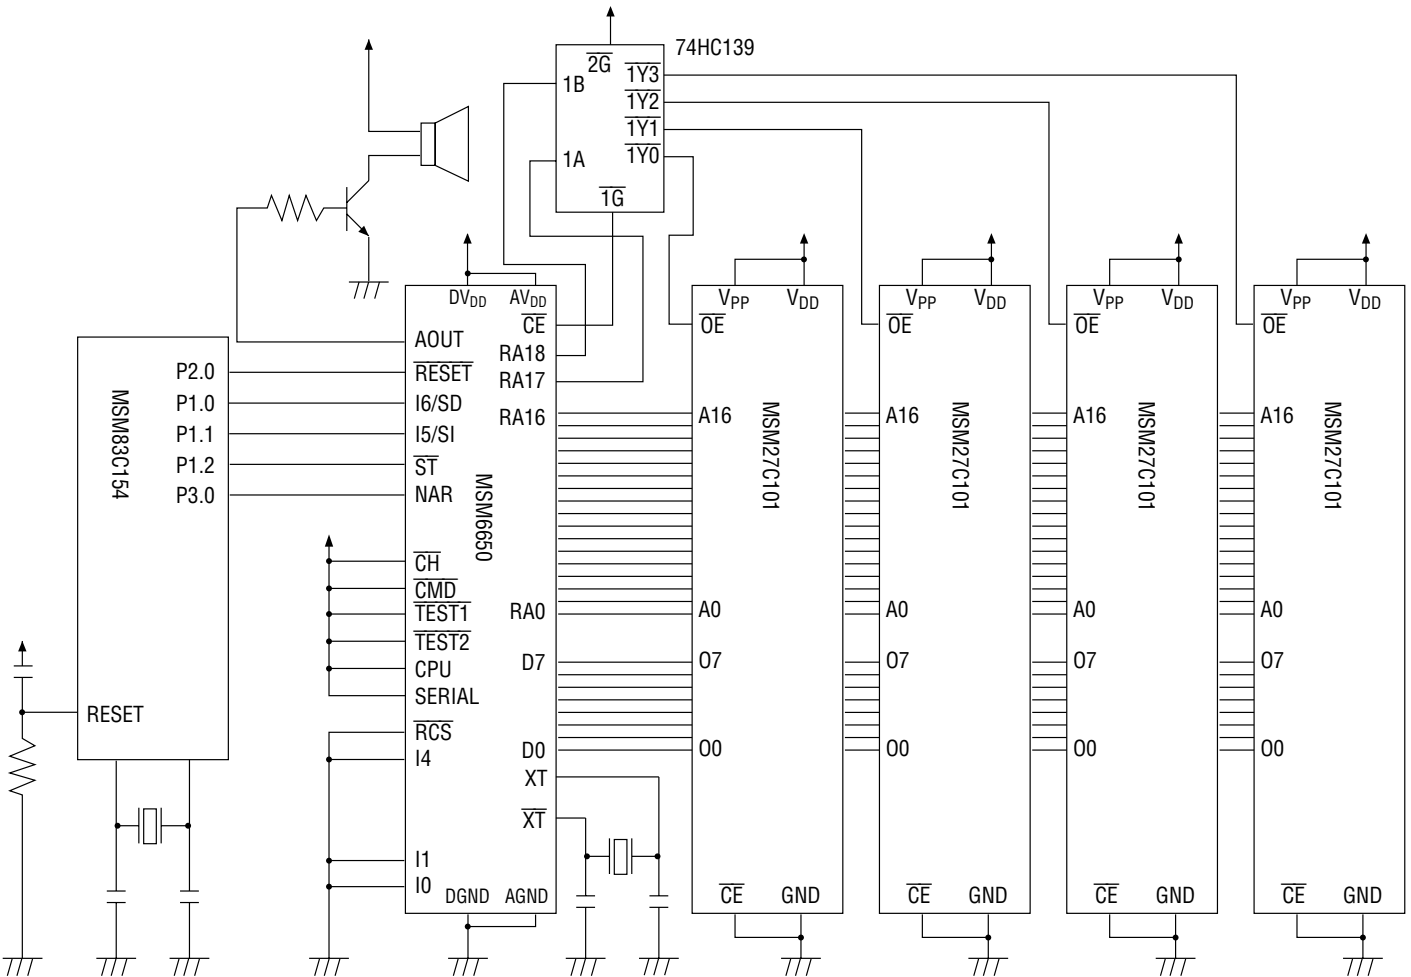 74HC139
2G̅
1B
1Y3̅
1Y2̅
1Y1̅
1A
1Y0̅
1G̅
DVDD
AVDD
CE̅
AOUT
RA18
P2.0
RESET̅
RA17
P1.0
I6/SD
RA16
P1.1
I5/SI
P1.2
ST̅
P3.0
NAR
MSM83C154
MSM6650
CH̅
CMD̅
TEST1̅
RA0
TEST2̅
D7
CPU
SERIAL
RESET
RCS̅
D0
I4
XT
XT̅
I1
I0
DGND
AGND
VPP
VDD
OE̅
A16
MSM27C101
A0
O7
O0
CE̅
GND
VPP
VDD
OE̅
A16
MSM27C101
A0
O7
O0
CE̅
GND
VPP
VDD
OE̅
A16
MSM27C101
A0
O7
O0
CE̅
GND
VPP
VDD
OE̅
A16
MSM27C101
A0
O7
O0
CE̅
GND